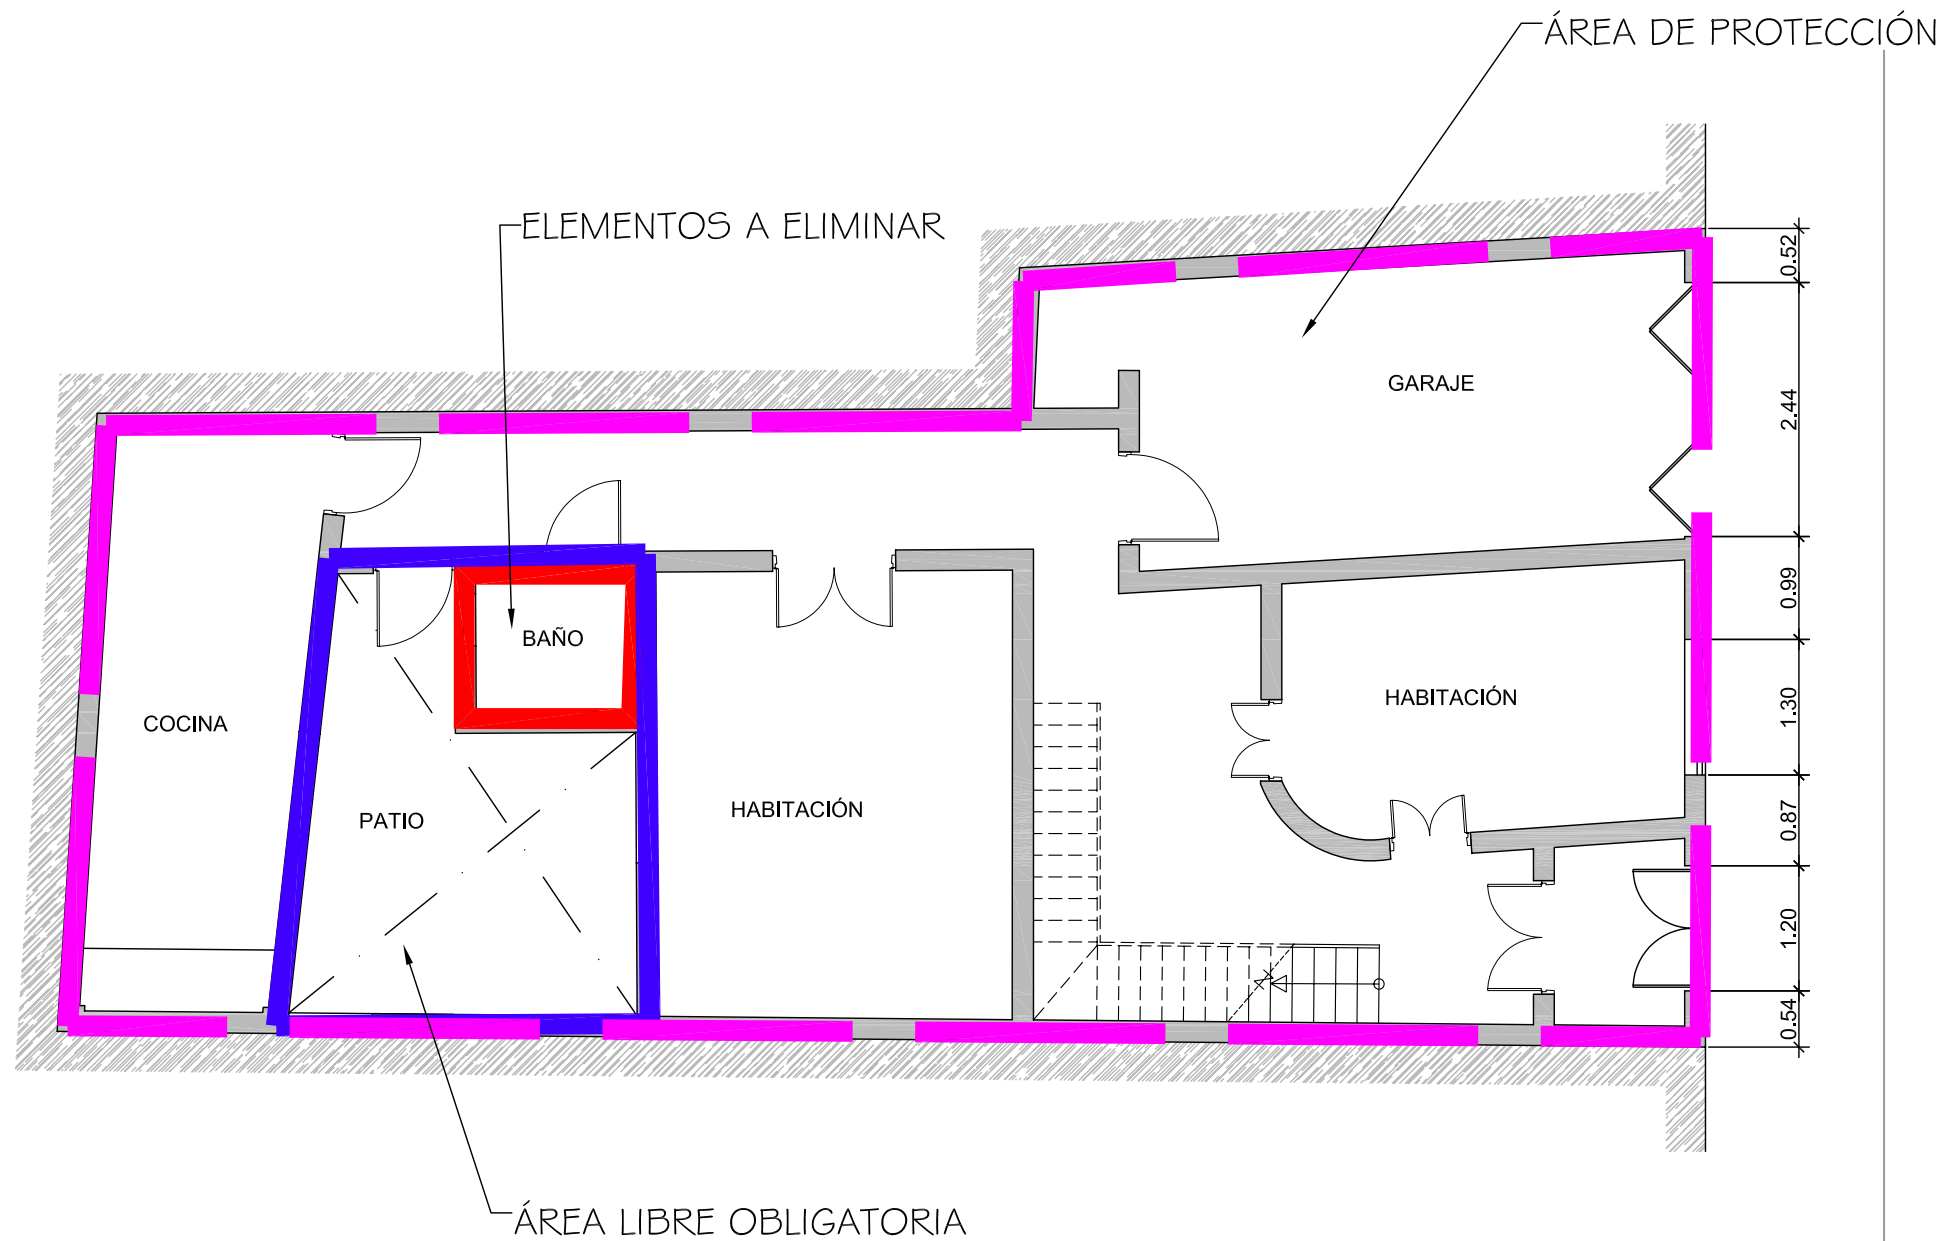 ÁREA DE PROTECCIÓN
ELEMENTOS A ELIMINAR
0.52
GARAJE
2.44
0.99
BAÑO
HABITACIÓN
1.30
COCINA
PATIO
HABITACIÓN
0.87
1.20
0.54
ÁREA LIBRE OBLIGATORIA